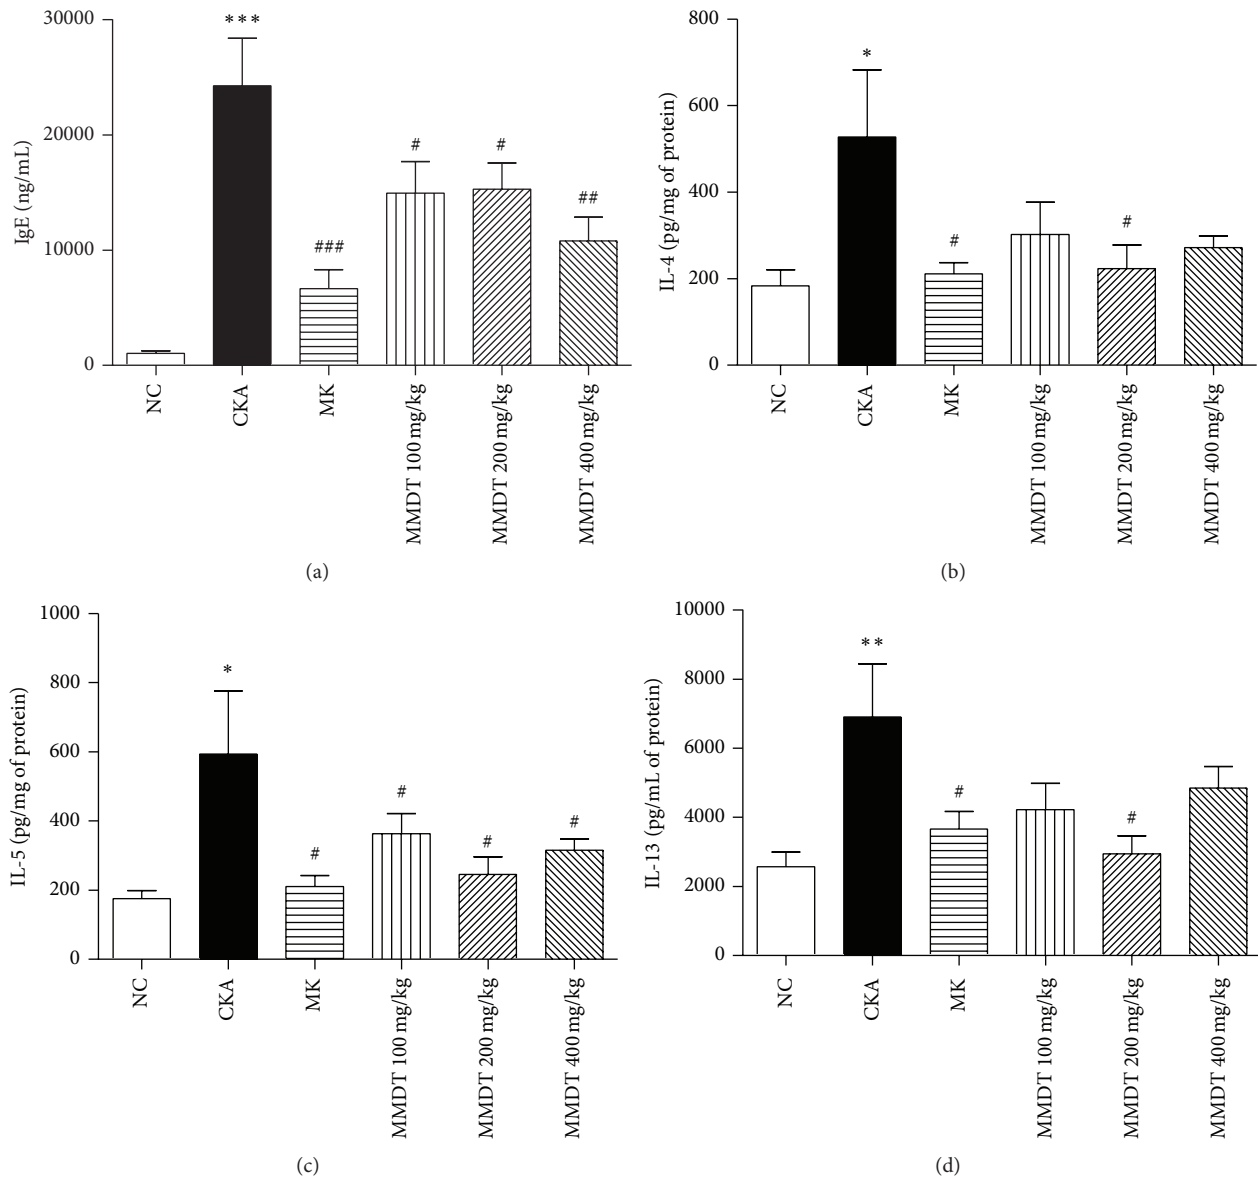 30000
20000
10000
0
IgE (ng/mL)
***
###
#
#
##
NC
CKA
MK
MMDT 100 mg/kg
MMDT 200 mg/kg
MMDT 400 mg/kg
(a)
800
600
400
200
0
IL-4 (pg/mg of protein)
*
#
#
NC
CKA
MK
MMDT 100 mg/kg
MMDT 200 mg/kg
MMDT 400 mg/kg
(b)
1000
800
600
400
200
0
IL-5 (pg/mg of protein)
*
#
#
#
#
NC
CKA
MK
MMDT 100 mg/kg
MMDT 200 mg/kg
MMDT 400 mg/kg
(c)
10000
8000
6000
4000
2000
0
IL-13 (pg/mL of protein)
**
#
#
NC
CKA
MK
MMDT 100 mg/kg
MMDT 200 mg/kg
MMDT 400 mg/kg
(d)